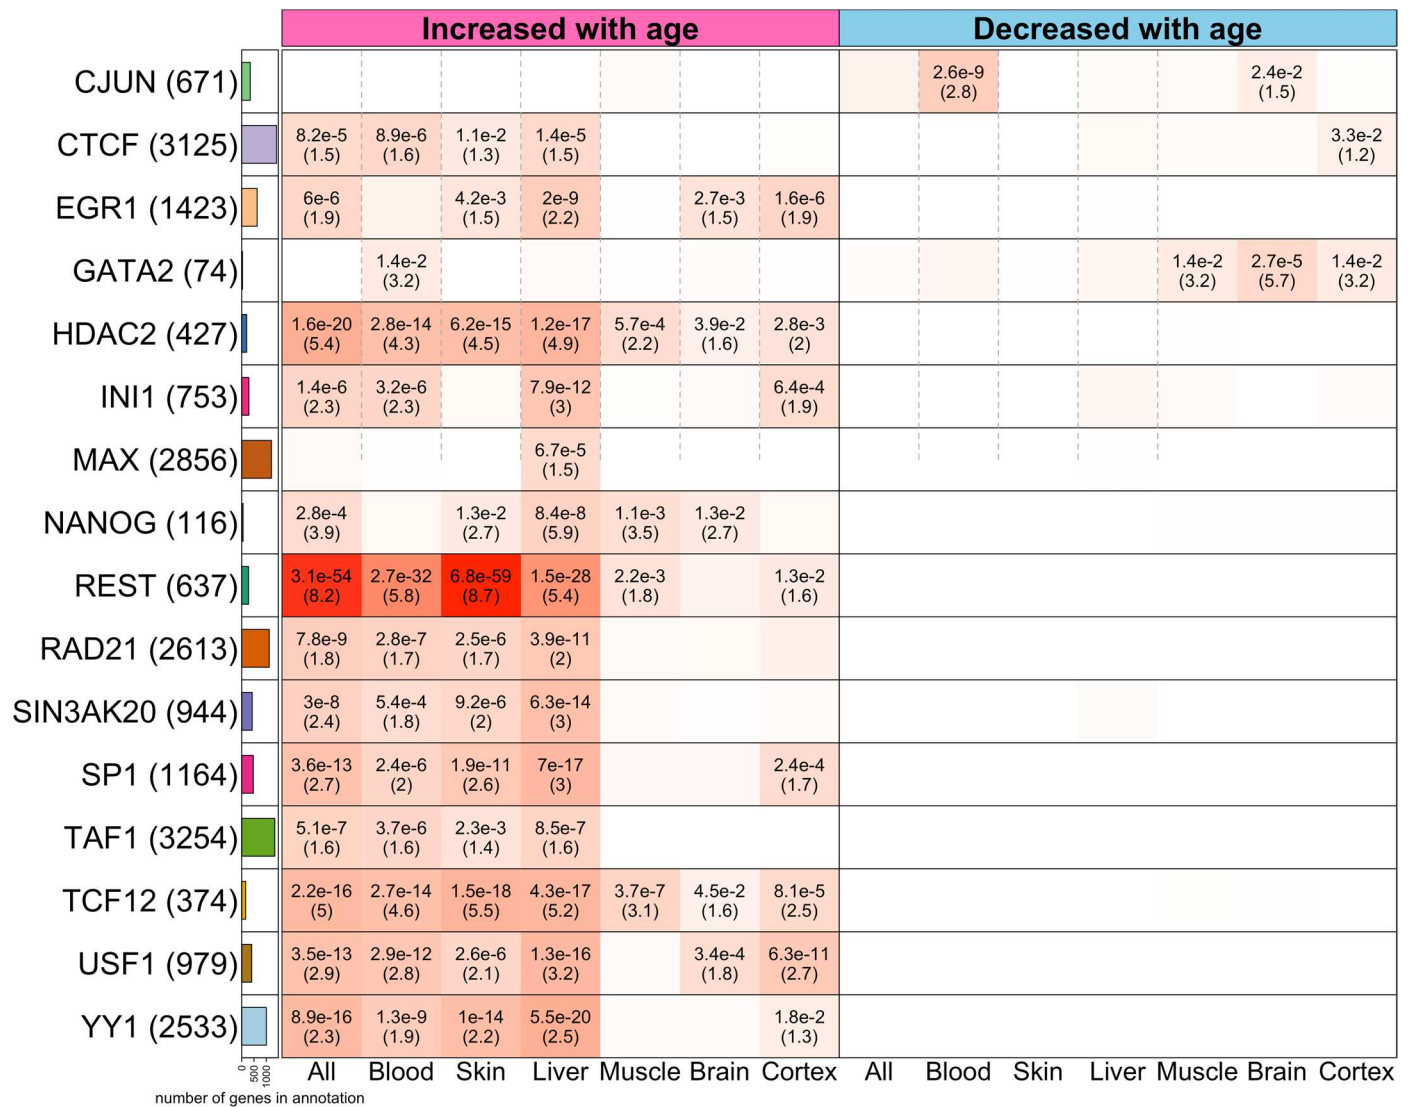 Increased with age Decreased with age
CJUN (671) 2.6e-9 2.4e-2
(2.8) (1.5)
CTCF (3125) 8.2e-5 8.9e-6 1.1e-2 1.4e-5 3.3e-2
(1.5) (1.6) (1.3) (1.5) (1.2)
EGR1 (1423) 6e-6 4.2e-3 2e-9 2.7e-3 1.6e-6
(1.9) (1.5) (2.2) (1.5) (1.9)
GATA2 (74) 1.4e-2 1.4e-2 2.7e-5 1.4e-2
(3.2) (3.2) (5.7) (3.2)
HDAC2 (427) 1.6e-20 2.8e-14 6.2e-15 1.2e-17 5.7e-4 3.9e-2 2.8e-3
(5.4) (4.3) (4.5) (4.9) (2.2) (1.6) (2)
INI1 (753) 1.4e-6 3.2e-6 7.9e-12 6.4e-4
(2.3) (2.3) (3) (1.9)
MAX (2856) 6.7e-5
(1.5)
NANOG (116) 2.8e-4 1.3e-2 8.4e-8 1.1e-3 1.3e-2
(3.9) (2.7) (5.9) (3.5) (2.7)
REST (637) 3.1e-54 2.7e-32 6.8e-59 1.5e-28 2.2e-3 1.3e-2
(8.2) (5.8) (8.7) (5.4) (1.8) (1.6)
RAD21 (2613) 7.8e-9 2.8e-7 2.5e-6 3.9e-11
(1.8) (1.7) (1.7) (2)
SIN3AK20 (944) 3e-8 5.4e-4 9.2e-6 6.3e-14
(2.4) (1.8) (2) (3)
SP1 (1164) 3.6e-13 2.4e-6 1.9e-11 7e-17 2.4e-4
(2.7) (2) (2.6) (3) (1.7)
TAF1 (3254) 5.1e-7 3.7e-6 2.3e-3 8.5e-7
(1.6) (1.6) (1.4) (1.6)
TCF12 (374) 2.2e-16 2.7e-14 1.5e-18 4.3e-17 3.7e-7 4.5e-2 8.1e-5
(5) (4.6) (5.5) (5.2) (3.1) (1.6) (2.5)
USF1 (979) 3.5e-13 2.9e-12 2.6e-6 1.3e-16 3.4e-4 6.3e-11
(2.9) (2.8) (2.1) (3.2) (1.8) (2.7)
YY1 (2533) 8.9e-16 1.3e-9 1e-14 5.5e-20 1.8e-2
(2.3) (1.9) (2.2) (2.5) (1.3)
0 500 1000 All Blood Skin Liver Muscle Brain Cortex All Blood Skin Liver Muscle Brain Cortex
number of genes in annotation